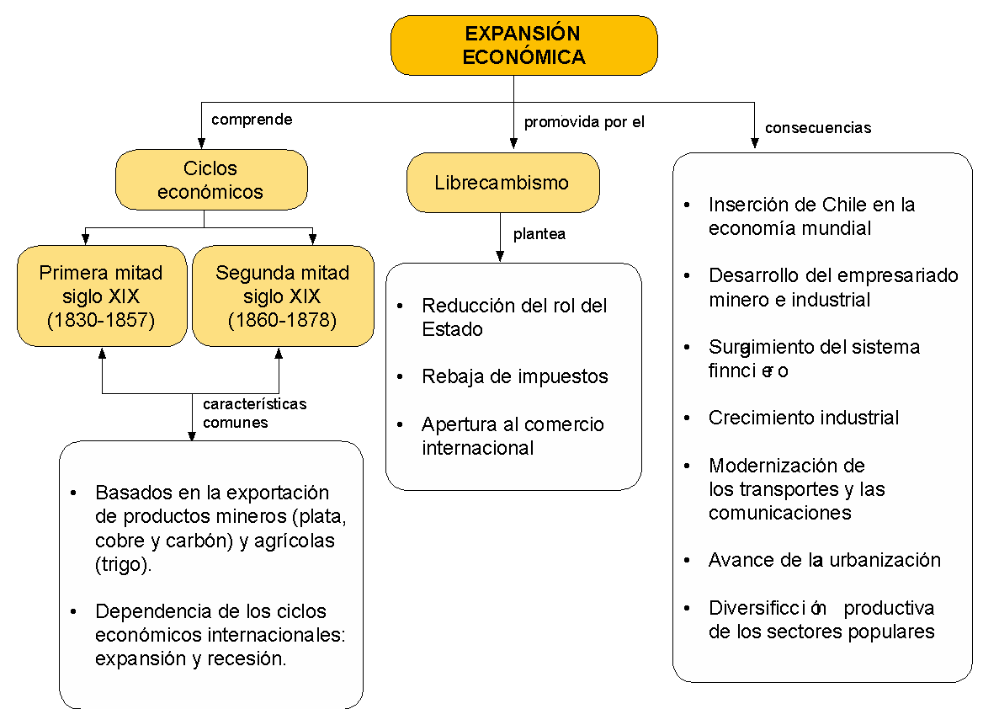 EXPANSIÓN
ECONÓMICA
comprende
promovida por el
consecuencias
Ciclos
económicos
Librecambismo
plantea
Primera mitad
siglo XIX
(1830-1857)
Segunda mitad
siglo XIX
(1860-1878)
características
comunes
• Basados en la exportación
de productos mineros (plata,
cobre y carbón) y agrícolas
(trigo).
• Dependencia de los ciclos
económicos internacionales:
expansión y recesión.
• Reducción del rol del
Estado
• Rebaja de impuestos
• Apertura al comercio
internacional
• Inserción de Chile en la
economía mundial
• Desarrollo del empresariado
minero e industrial
• Surgimiento del sistema
finnciero
• Crecimiento industrial
• Modernización de
los transportes y las
comunicaciones
• Avance de la urbanización
• Diversificción productiva
de los sectores populares